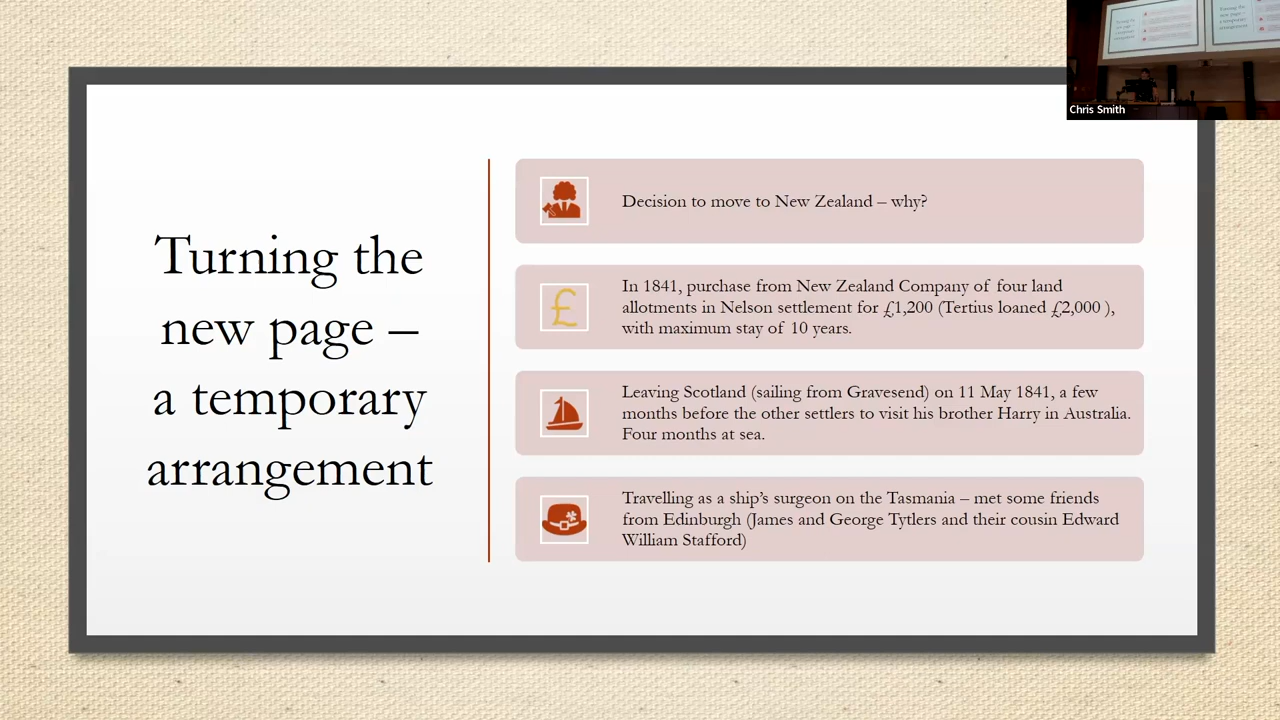 Turning the
new page –
a temporary
arrangement
Decision to move to New Zealand – why?
In 1841, purchase from New Zealand Company of four land
allotments in Nelson settlement for £1,200 (Tertius loaned £2,000 ),
with maximum stay of 10 years.
Leaving Scotland (sailing from Gravesend) on 11 May 1841, a few
months before the other settlers to visit his brother Harry in Australia.
Four months at sea.
Travelling as a ship’s surgeon on the Tasmania – met some friends
from Edinburgh (James and George Tytlers and their cousin Edward
William Stafford)
Chris Smith